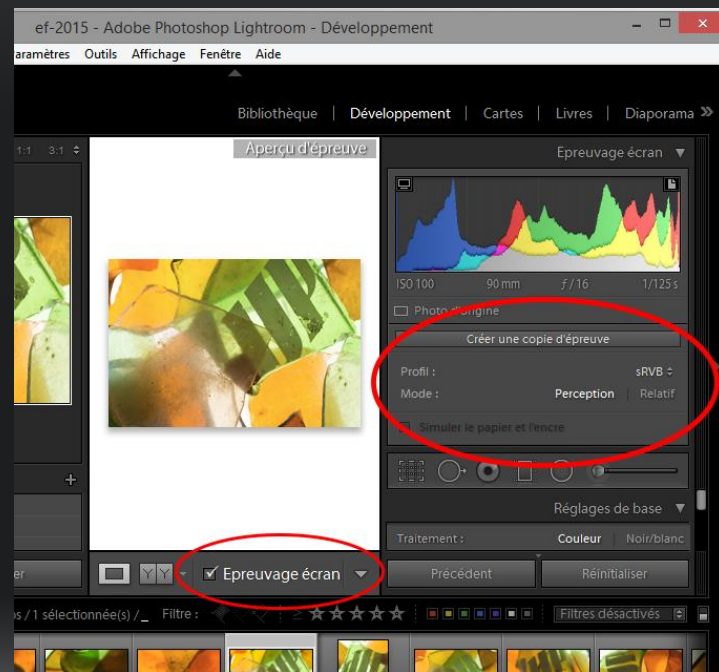 ef-2015 - Adobe Photoshop Lightroom - Développement
aramètres Outils Affichage Fenêtre Aide
Bibliothèque | Développement | Cartes | Livres | Diaporama
1:1 3:1
Aperçu d'épreuve
Epreuvage écran
ISO 100 90 mm ƒ / 16 1/125 s
Photo d'origine
Créer une copie d'épreuve
Profil : sRVB
Mode : Perception | Relatif
Simuler le papier et l'encre
Réglages de base
Traitement : Couleur | Noir/blanc
er
Y Y
Epreuvage écran
Précédent Réinitialiser
os / 1 sélectionnée(s) / _ Filtre : Filtres désactivés